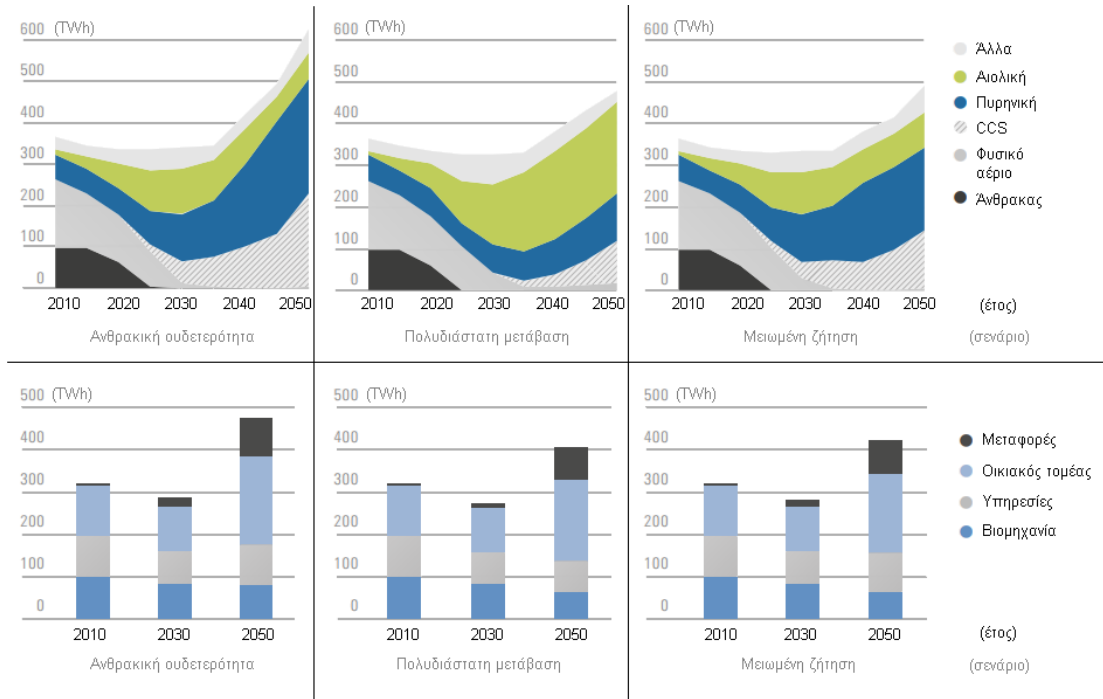 600 (TWh)
500
400
300
200
100
0
2010 2020 2030 2040 2050
Ανθρακική ουδετερότητα
600 (TWh)
500
400
300
200
100
0
2010 2020 2030 2040 2050
Πολυδιάστατη μετάβαση
600 (TWh)
500
400
300
200
100
0
2010 2020 2030 2040 2050
Μειωμένη ζήτηση
Άλλα
Αιολική
Πυρηνική
CCS
Φυσικό
αέριο
Άνθρακας
(έτος)
(σενάριο)
500 (TWh)
400
300
200
100
0
2010 2030 2050
Ανθρακική ουδετερότητα
500 (TWh)
400
300
200
100
0
2010 2030 2050
Πολυδιάστατη μετάβαση
500 (TWh)
400
300
200
100
0
2010 2030 2050
Μειωμένη ζήτηση
Μεταφορές
Οικιακός τομέας
Υπηρεσίες
Βιομηχανία
(έτος)
(σενάριο)